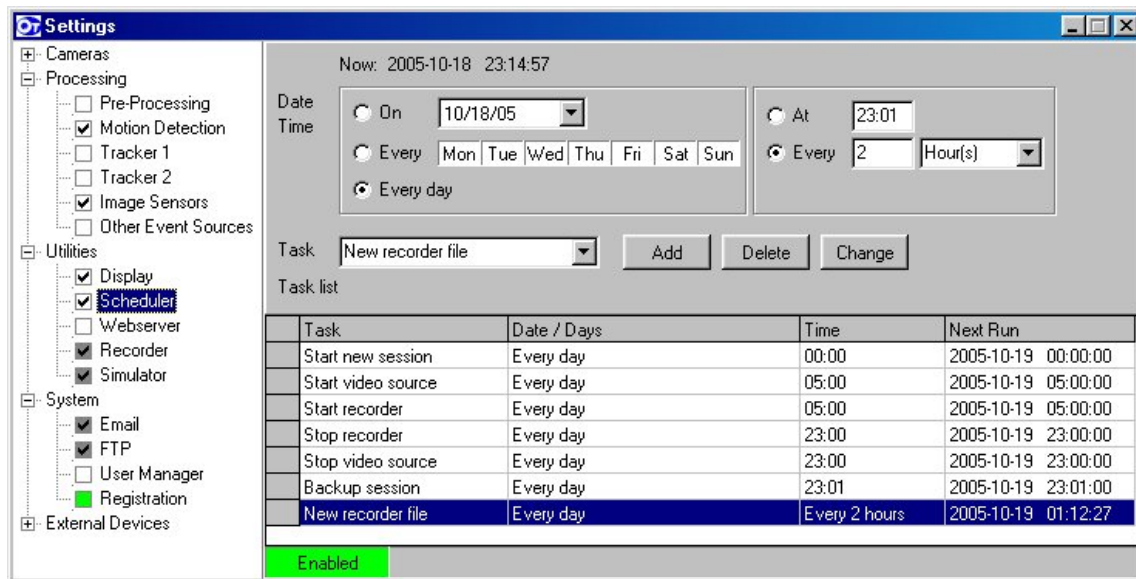 OT Settings
Cameras
Processing
Pre-Processing
Motion Detection
Tracker 1
Tracker 2
Image Sensors
Other Event Sources
Utilities
Display
Scheduler
Webserver
Recorder
Simulator
System
Email
FTP
User Manager
Registration
External Devices
Now: 2005-10-18 23:14:57
Date
Time
On 10/18/05
Every Mon Tue Wed Thu Fri Sat Sun
Every day
At 23:01
Every 2 Hour(s)
Task New recorder file Add Delete Change
Task list
Task Date / Days Time Next Run
Start new session Every day 00:00 2005-10-19 00:00:00
Start video source Every day 05:00 2005-10-19 05:00:00
Start recorder Every day 05:00 2005-10-19 05:00:00
Stop recorder Every day 23:00 2005-10-19 23:00:00
Stop video source Every day 23:00 2005-10-19 23:00:00
Backup session Every day 23:01 2005-10-19 23:01:00
New recorder file Every day Every 2 hours 2005-10-19 01:12:27
Enabled